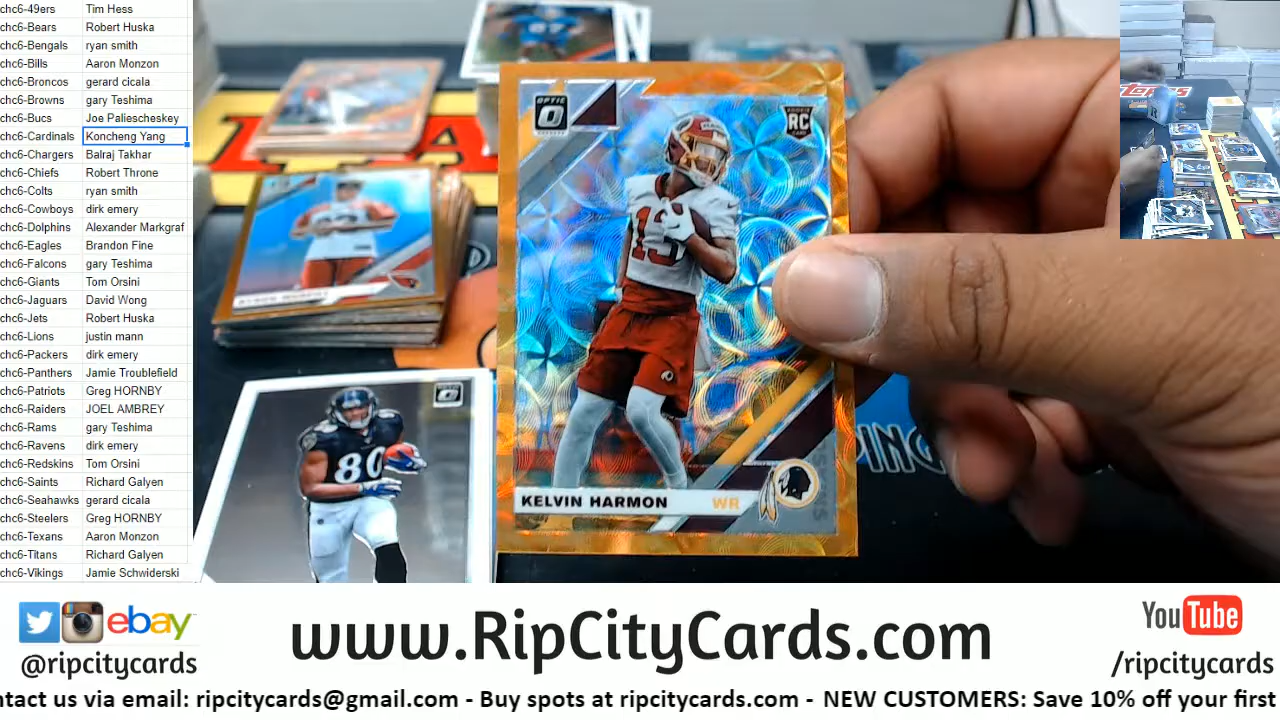 chc6-49ers Tim Hess
chc6-Bears Robert Huska
chc6-Bengals ryan smith
chc6-Bills Aaron Monzon
chc6-Broncos gerard cicala
chc6-Browns gary Teshima
chc6-Bucs Joe Paliescheskey
chc6-Cardinals Koncheng Yang
chc6-Chargers Balraj Takhar
chc6-Chiefs Robert Throne
chc6-Colts ryan smith
chc6-Cowboys dirk emery
chc6-Dolphins Alexander Markgraf
chc6-Eagles Brandon Fine
chc6-Falcons gary Teshima
chc6-Giants Tom Orsini
chc6-Jaguars David Wong
chc6-Jets Robert Huska
chc6-Lions justin mann
chc6-Packers dirk emery
chc6-Panthers Jamie Troublefield
chc6-Patriots Greg HORNBY
chc6-Raiders JOEL AMBREY
chc6-Rams gary Teshima
chc6-Ravens dirk emery
chc6-Redskins Tom Orsini
chc6-Saints Richard Galyen
chc6-Seahawks gerard cicala
chc6-Steelers Greg HORNBY
chc6-Texans Aaron Monzon
chc6-Titans Richard Galyen
chc6-Vikings Jamie Schwiderski
87
OPTIC
ROOKIE
RC
CARD
13
KELVIN HARMON WR
OPTIC
80
PING
TOPPS
ebay
@ripcitycards
www.RipCityCards.com
YouTube
/ripcitycards
ntact us via email: ripcitycards@gmail.com - Buy spots at ripcitycards.com - NEW CUSTOMERS: Save 10% off your first